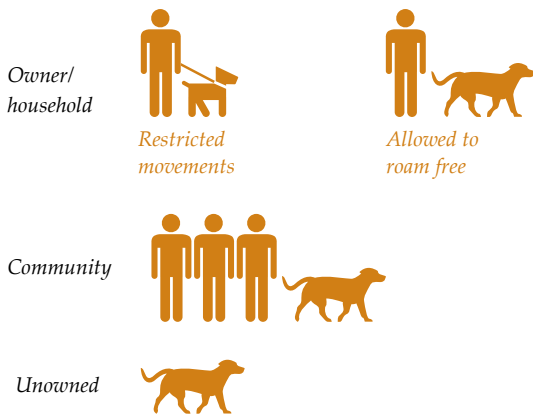 Owner/
household
Restricted
movements
Allowed to
roam free
Community
Unowned